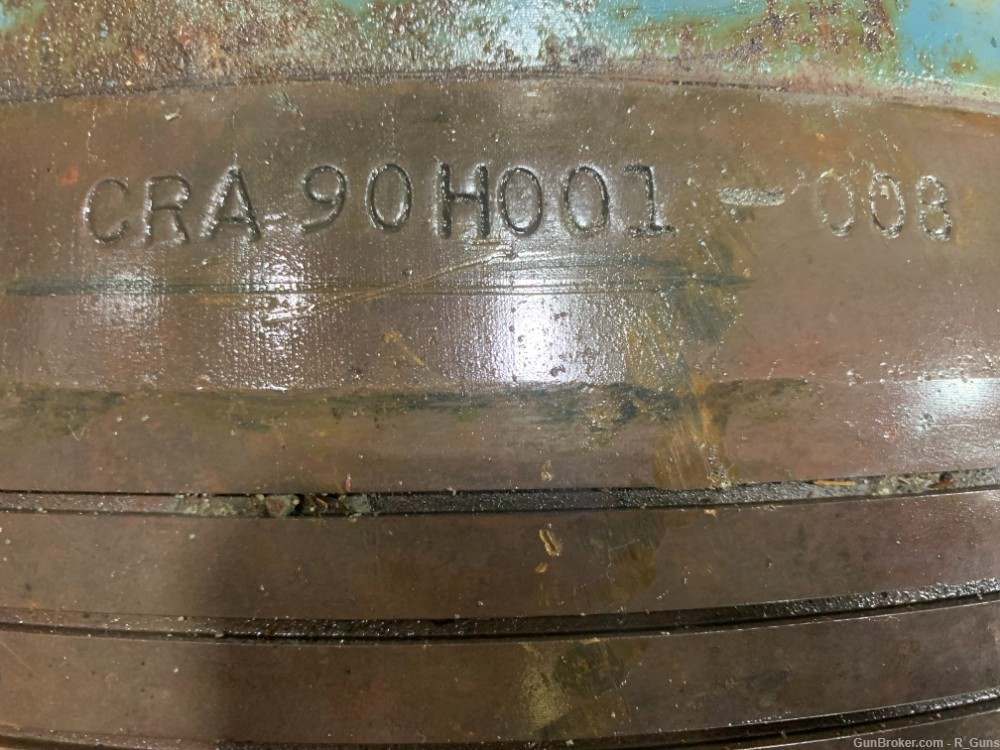 CRA 90H001 - 008
GunBroker.com - R_Guns